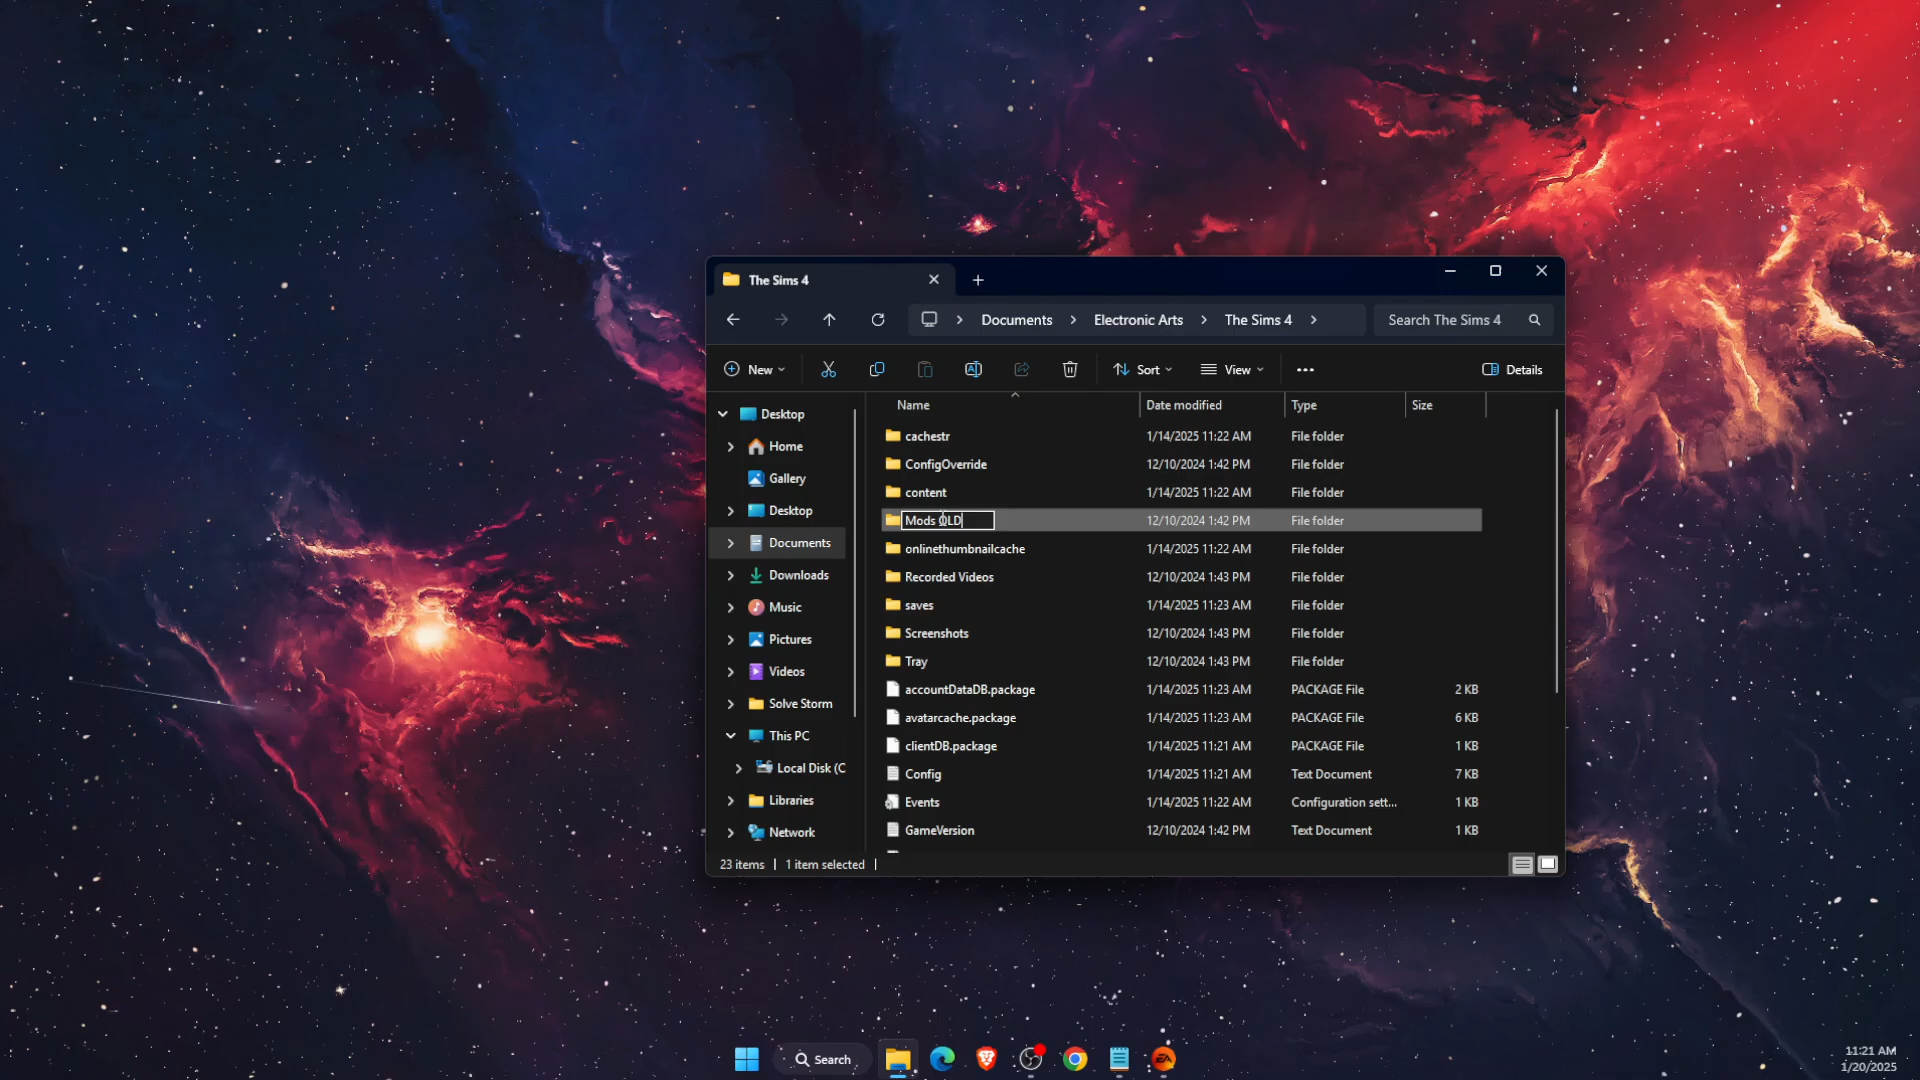 The Sims 4
Documents
Electronic Arts
The Sims 4
Search The Sims 4
New
Sort
View
Details
Name
Date modified
Type
Size
Desktop
Home
Gallery
Desktop
Documents
Downloads
Music
Pictures
Videos
Solve Storm
This PC
Local Disk (C
Libraries
Network
cachestr 1/14/2025 11:22 AM File folder
ConfigOverride 12/10/2024 1:42 PM File folder
content 1/14/2025 11:22 AM File folder
Mods OLD 12/10/2024 1:42 PM File folder
onlinethumbnailcache 1/14/2025 11:22 AM File folder
Recorded Videos 12/10/2024 1:43 PM File folder
saves 1/14/2025 11:23 AM File folder
Screenshots 12/10/2024 1:43 PM File folder
Tray 12/10/2024 1:43 PM File folder
accountDataDB.package 1/14/2025 11:23 AM PACKAGE File 2 KB
avatarcache.package 1/14/2025 11:23 AM PACKAGE File 6 KB
clientDB.package 1/14/2025 11:21 AM PACKAGE File 1 KB
Config 1/14/2025 11:21 AM Text Document 7 KB
Events 1/14/2025 11:22 AM Configuration sett... 1 KB
GameVersion 12/10/2024 1:42 PM Text Document 1 KB
23 items
1 item selected
Search
EA
11:21 AM
1/20/2025